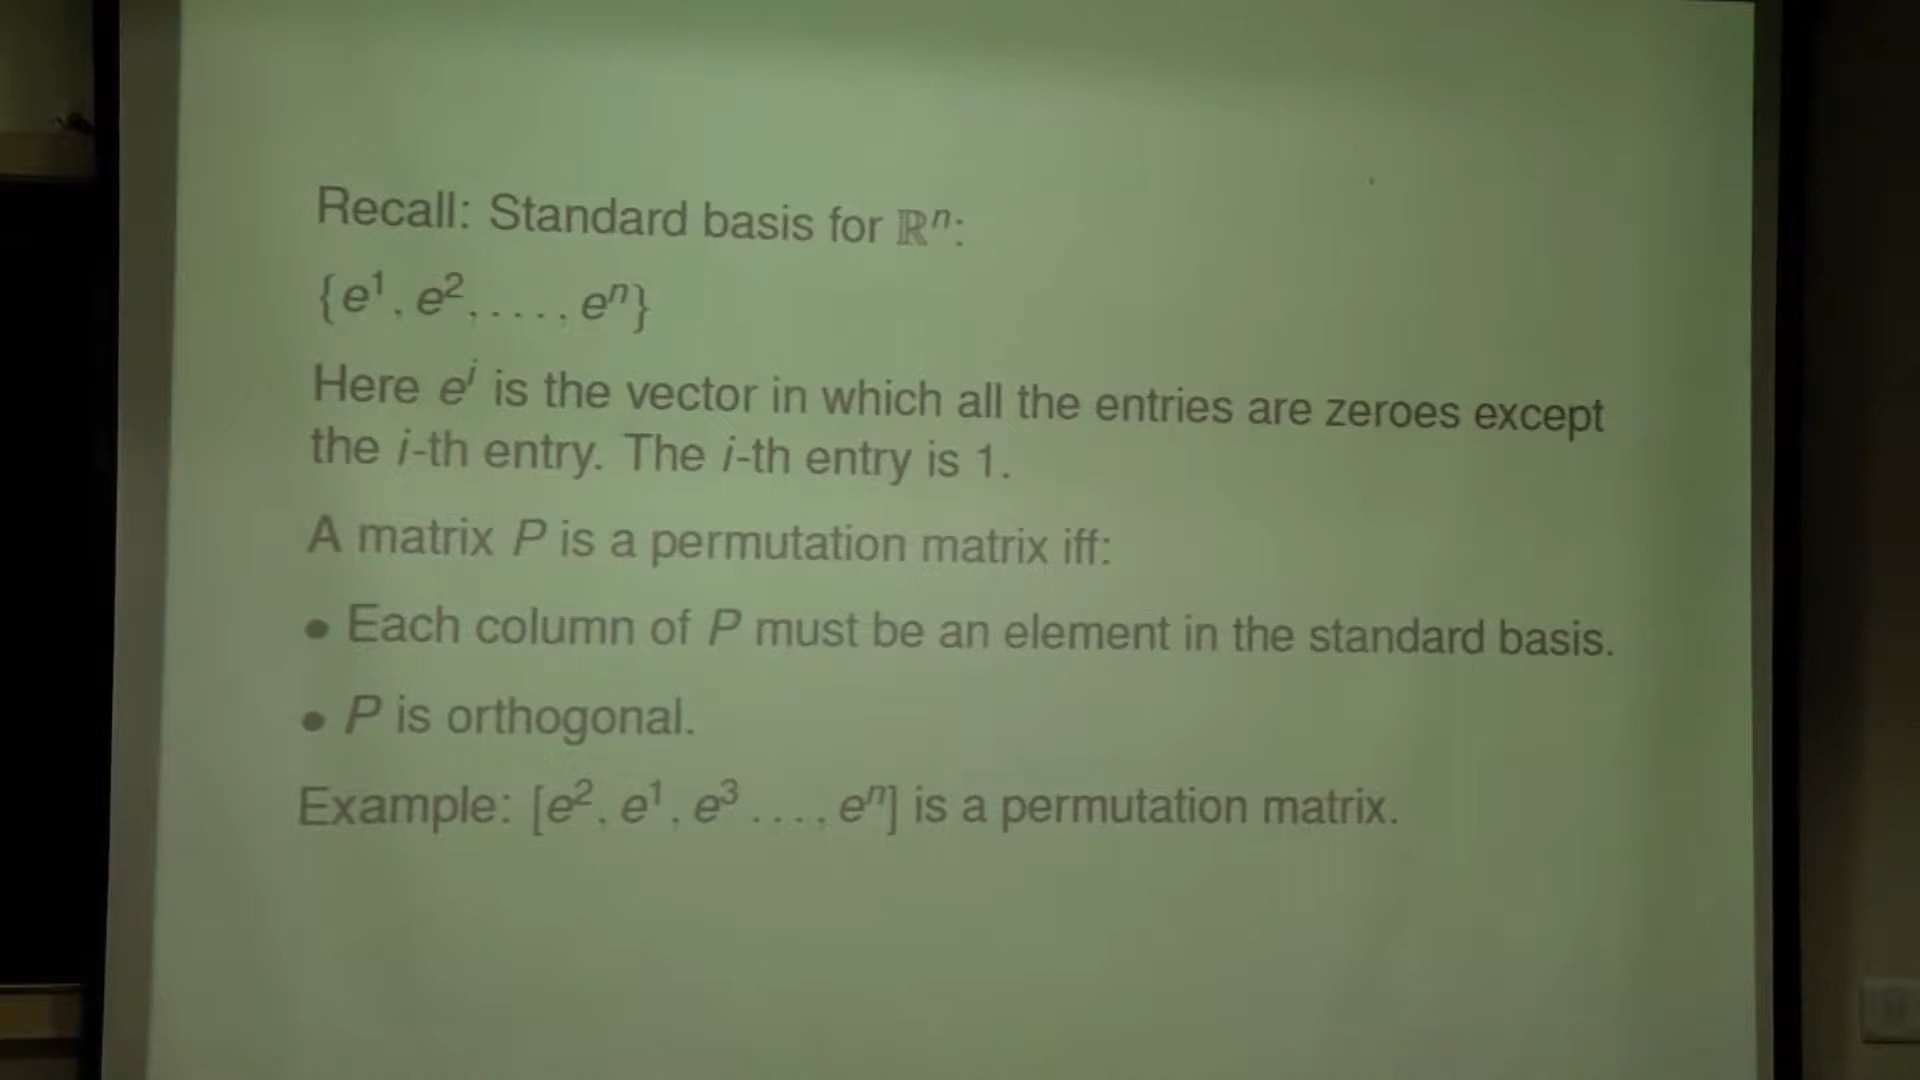 Recall: Standard basis for ℝⁿ:
{e¹, e², . . . , eⁿ}
Here eⁱ is the vector in which all the entries are zeroes except
the i-th entry. The i-th entry is 1.
A matrix P is a permutation matrix iff:
• Each column of P must be an element in the standard basis.
• P is orthogonal.
Example: [e², e¹, e³ . . . , eⁿ] is a permutation matrix.